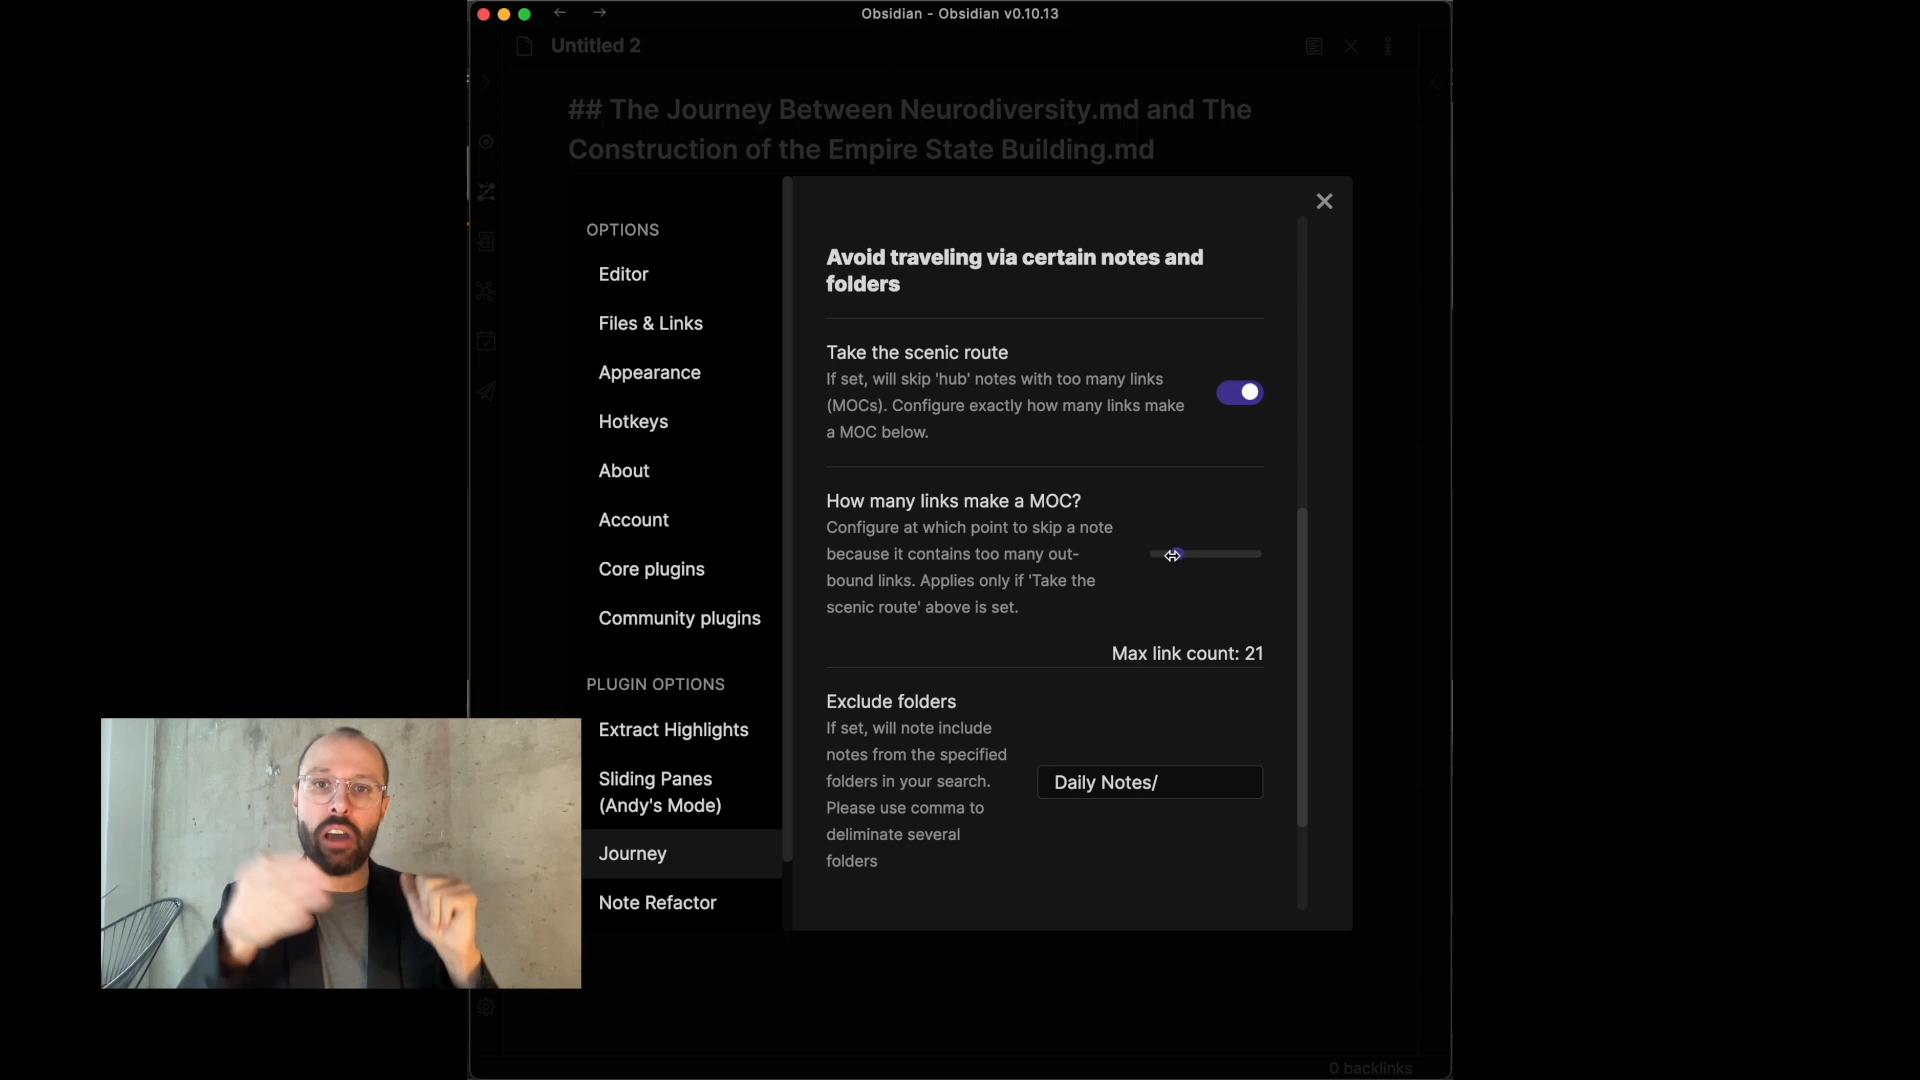 Obsidian - Obsidian v0.10.13
Untitled 2
## The Journey Between Neurodiversity.md and The
Construction of the Empire State Building.md
OPTIONS
Editor
Files & Links
Appearance
Hotkeys
About
Account
Core plugins
Community plugins
PLUGIN OPTIONS
Extract Highlights
Sliding Panes
(Andy's Mode)
Journey
Note Refactor
Avoid traveling via certain notes and
folders
Take the scenic route
If set, will skip 'hub' notes with too many links
(MOCs). Configure exactly how many links make
a MOC below.
How many links make a MOC?
Configure at which point to skip a note
because it contains too many out-
bound links. Applies only if 'Take the
scenic route' above is set.
Max link count: 21
Exclude folders
If set, will note include
notes from the specified
folders in your search.
Please use comma to
deliminate several
folders
Daily Notes/
0 backlinks